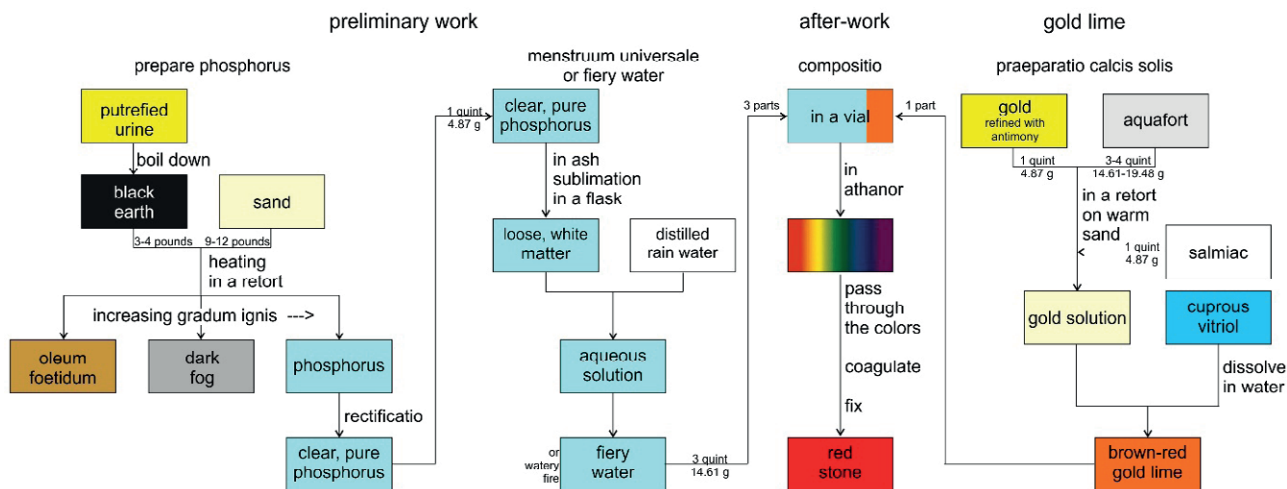 preliminary work
after-work
gold lime
prepare phosphorus
menstruum universale
or fiery water
compositio
praeparatio calcis solis
putrefied
urine
boil down
black
earth
sand
3-4 pounds
9-12 pounds
heating
in a retort
increasing gradum ignis --->
oleum
foetidum
dark
fog
phosphorus
rectificatio
clear, pure
phosphorus
1 quint
4.87 g
clear, pure
phosphorus
in ash
sublimation
in a flask
loose, white
matter
distilled
rain water
aqueous
solution
or
watery
fire
fiery
water
3 quint
14.61 g
3 parts
in a vial
1 part
in
athanor
pass
through
the colors
coagulate
fix
red
stone
gold
refined with
antimony
aquafort
1 quint
4.87 g
3-4 quint
14.61-19.48 g
in a retort
on warm
sand
1 quint
4.87 g
salmiac
gold solution
cuprous
vitriol
dissolve
in water
brown-red
gold lime